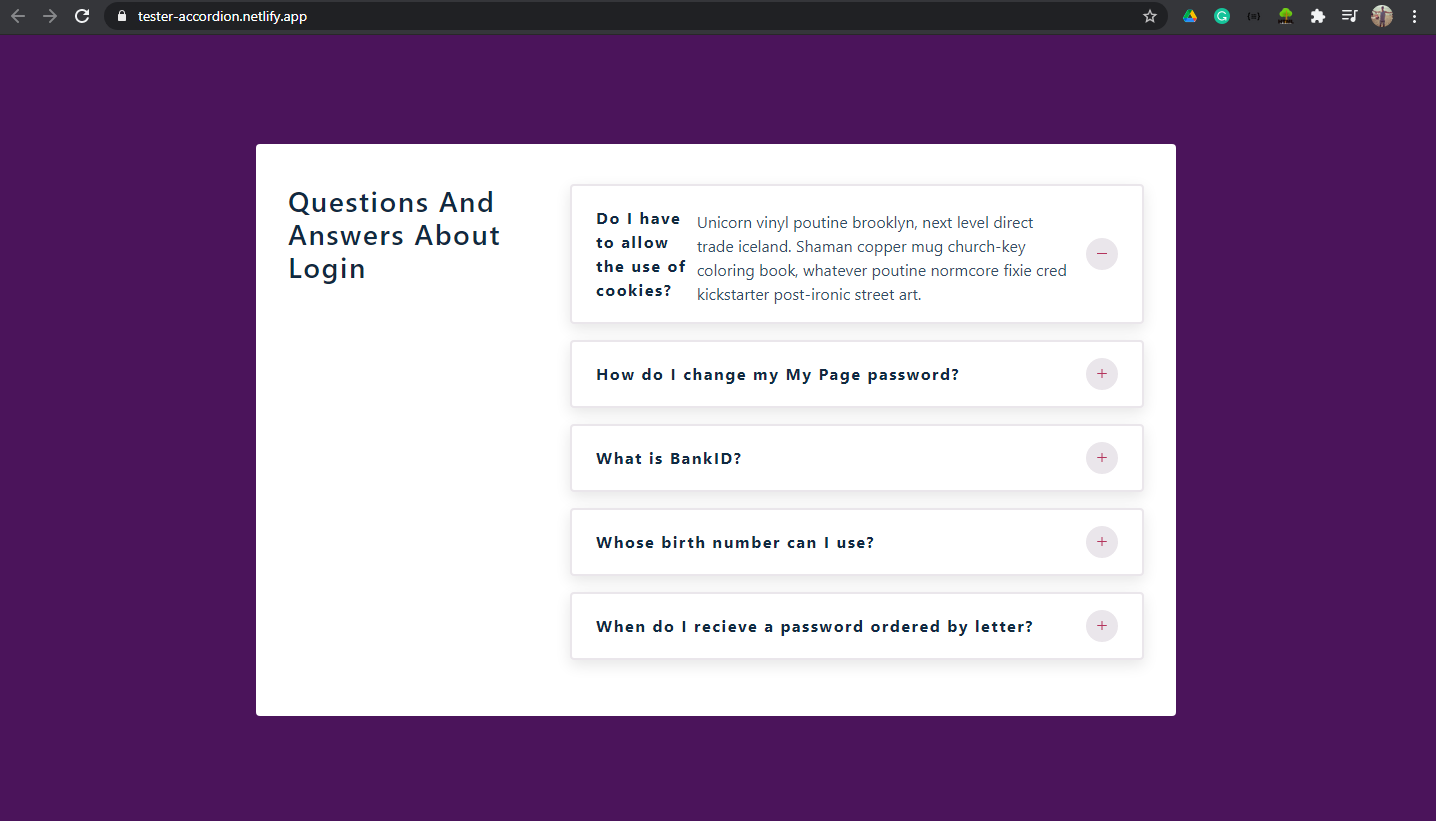 tester-accordion.netlify.app
Questions And
Answers About
Login
Do I have
to allow
the use of
cookies?
Unicorn vinyl poutine brooklyn, next level direct
trade iceland. Shaman copper mug church-key
coloring book, whatever poutine normcore fixie cred
kickstarter post-ironic street art.
How do I change my My Page password?
What is BankID?
Whose birth number can I use?
When do I recieve a password ordered by letter?